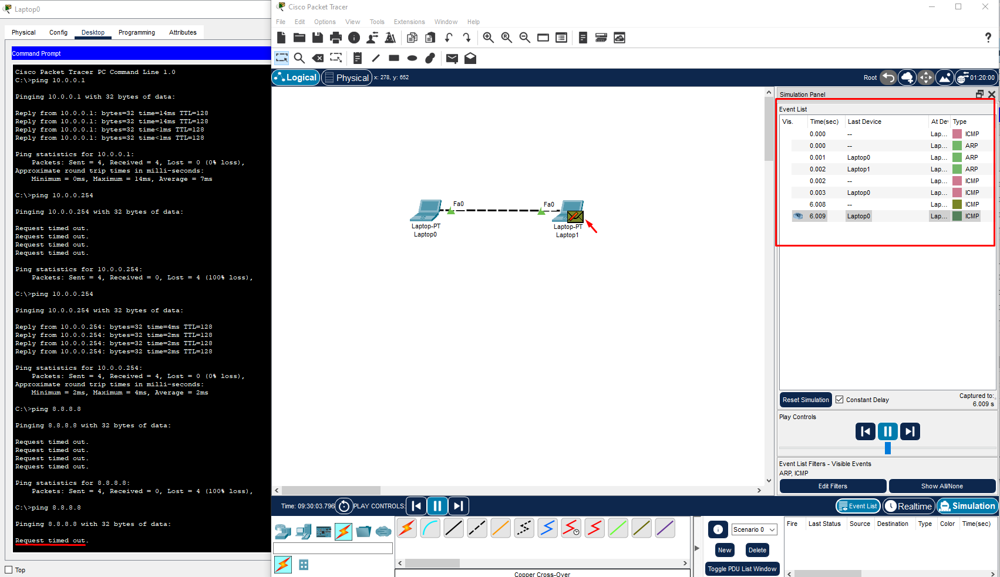 Laptop0
Physical Config Desktop Programming Attributes
Command Prompt
Cisco Packet Tracer PC Command Line 1.0
C:\>ping 10.0.0.1
Pinging 10.0.0.1 with 32 bytes of data:
Reply from 10.0.0.1: bytes=32 time=14ms TTL=128
Reply from 10.0.0.1: bytes=32 time=14ms TTL=128
Reply from 10.0.0.1: bytes=32 time<1ms TTL=128
Reply from 10.0.0.1: bytes=32 time<1ms TTL=128
Ping statistics for 10.0.0.1:
Packets: Sent = 4, Received = 4, Lost = 0 (0% loss),
Approximate round trip times in milli-seconds:
Minimum = 0ms, Maximum = 14ms, Average = 7ms
C:\>ping 10.0.0.254
Pinging 10.0.0.254 with 32 bytes of data:
Request timed out.
Request timed out.
Request timed out.
Request timed out.
Ping statistics for 10.0.0.254:
Packets: Sent = 4, Received = 0, Lost = 4 (100% loss),
C:\>ping 10.0.0.254
Pinging 10.0.0.254 with 32 bytes of data:
Reply from 10.0.0.254: bytes=32 time=4ms TTL=128
Reply from 10.0.0.254: bytes=32 time=2ms TTL=128
Reply from 10.0.0.254: bytes=32 time=2ms TTL=128
Reply from 10.0.0.254: bytes=32 time=2ms TTL=128
Ping statistics for 10.0.0.254:
Packets: Sent = 4, Received = 4, Lost = 0 (0% loss),
Approximate round trip times in milli-seconds:
Minimum = 2ms, Maximum = 4ms, Average = 2ms
C:\>ping 8.8.8.8
Pinging 8.8.8.8 with 32 bytes of data:
Request timed out.
Request timed out.
Request timed out.
Request timed out.
Ping statistics for 8.8.8.8:
Packets: Sent = 4, Received = 0, Lost = 4 (100% loss),
C:\>ping 8.8.8.8
Pinging 8.8.8.8 with 32 bytes of data:
Request timed out.
Top
Cisco Packet Tracer
File Edit Options View Tools Extensions Window Help
?
Logical Physical x: 278, y: 652
Root 01:20:00
Fa0 Fa0
Laptop-PT Laptop-PT
Laptop0 Laptop1
Simulation Panel
Event List
Vis. Time(sec) Last Device At De Type
0.000 -- Lap... ICMP
0.000 -- Lap... ARP
0.001 Laptop0 Lap... ARP
0.002 Laptop1 Lap... ARP
0.002 -- Lap... ICMP
0.003 Laptop0 Lap... ICMP
6.008 -- Lap... ICMP
6.009 Laptop0 Lap... ICMP
Reset Simulation Constant Delay
Captured to:
6.009 s
Play Controls
Event List Filters - Visible Events
ARP, ICMP
Edit Filters Show All/None
Time: 09:30:03.796 PLAY CONTROLS:
Event List Realtime Simulation
Scenario 0
New Delete
Toggle PDU List Window
Fire Last Status Source Destination Type Color Time(sec)
Copper Cross-Over